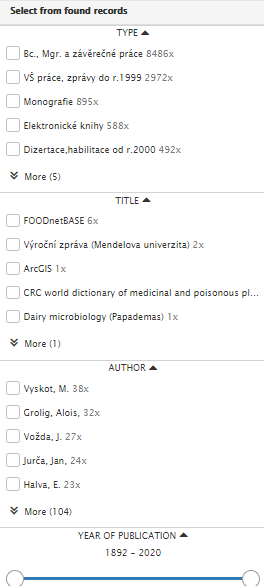 Select from found records
TYPE
Bc., Mgr. a závěrečné práce 8486x
VŠ práce, zprávy do r.1999 2972x
Monografie 895x
Elektronické knihy 588x
Dizertace,habilitace od r.2000 492x
More (5)
TITLE
FOODnetBASE 6x
Výroční zpráva (Mendelova univerzita) 2x
ArcGIS 1x
CRC world dictionary of medicinal and poisonous pl...
Dairy microbiology (Papademas) 1x
More (1)
AUTHOR
Vyskot, M. 38x
Grolig, Alois, 32x
Vožda, J. 27x
Jurča, Jan, 24x
Halva, E. 23x
More (104)
YEAR OF PUBLICATION
1892 - 2020